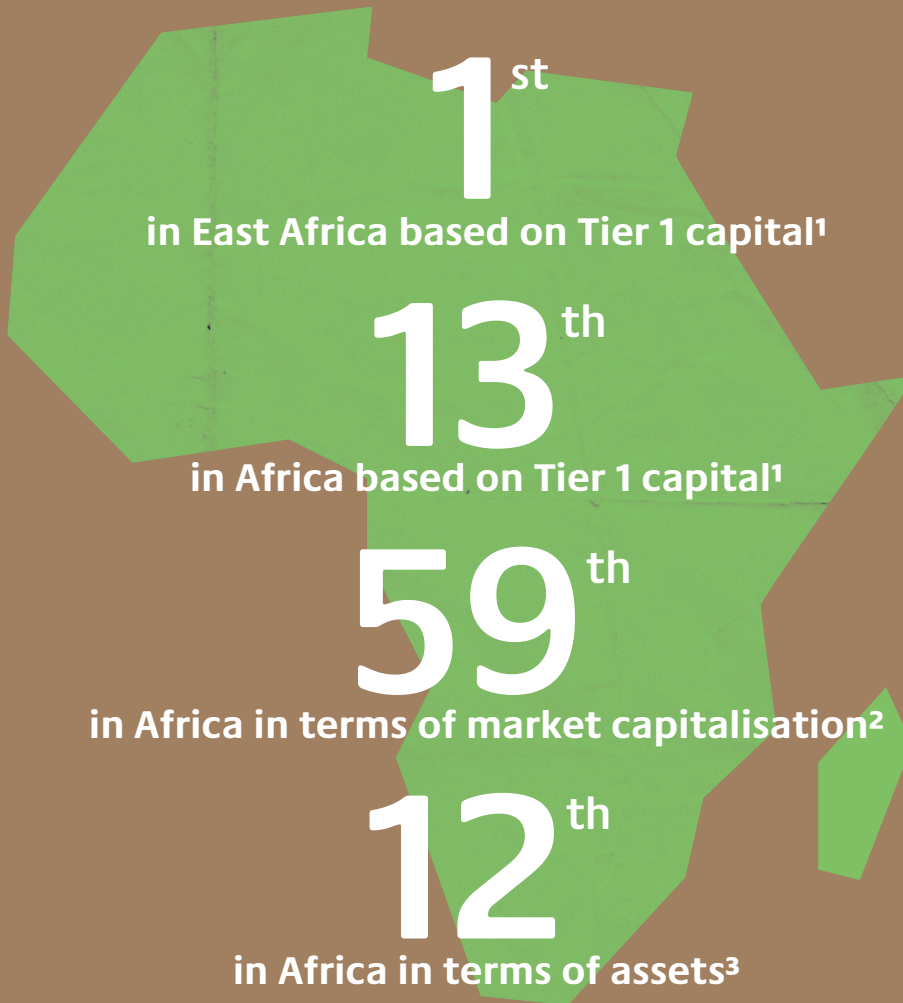 1st
in East Africa based on Tier 1 capital¹
13th
in Africa based on Tier 1 capital¹
59th
in Africa in terms of market capitalisation²
12th
in Africa in terms of assets³